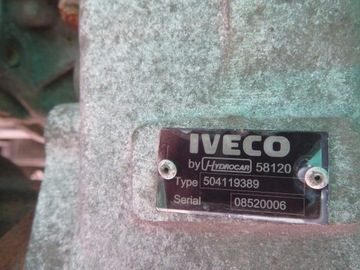 IVECO
by HYDROCAR 58120
Type 504119389
Serial 08520006